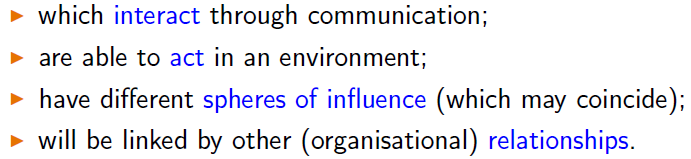 which interact through communication;
are able to act in an environment;
have different spheres of influence (which may coincide);
will be linked by other (organisational) relationships.